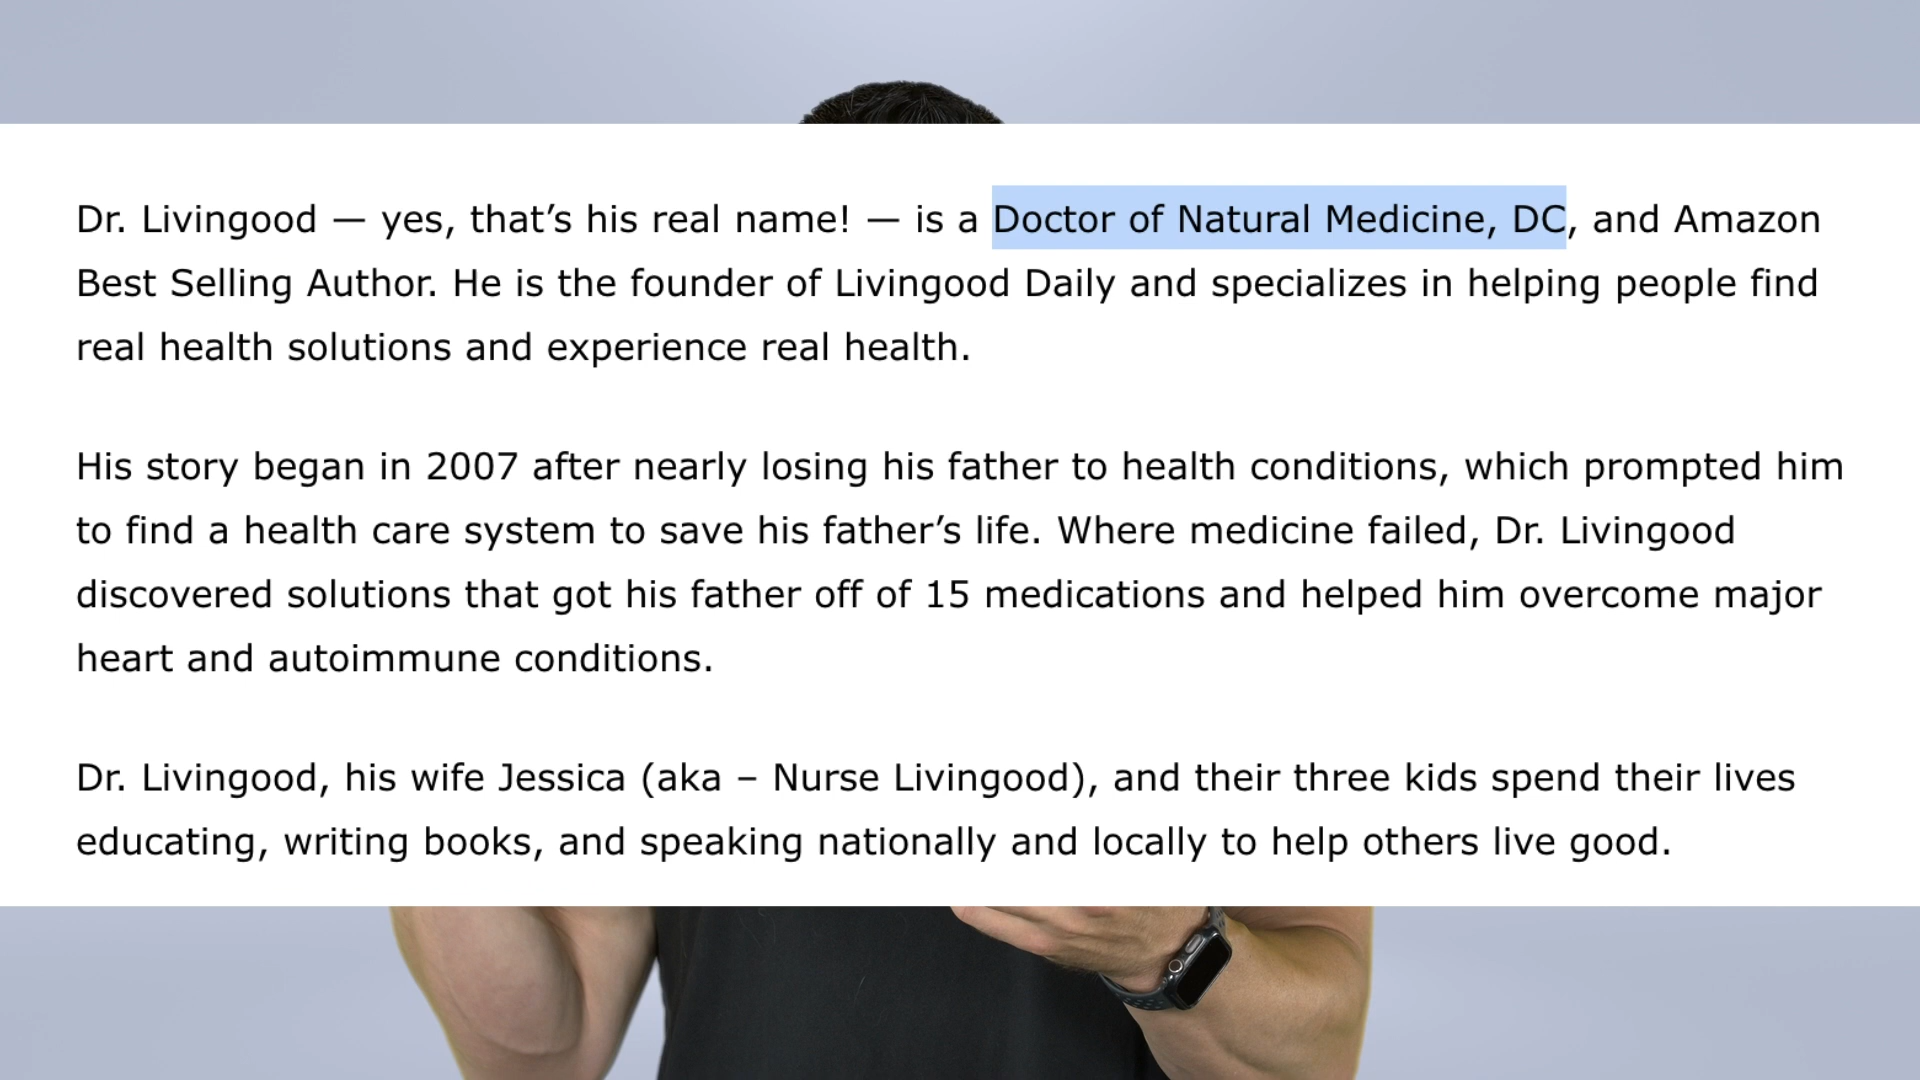 Dr. Livingood — yes, that’s his real name! — is a Doctor of Natural Medicine, DC, and Amazon
Best Selling Author. He is the founder of Livingood Daily and specializes in helping people find
real health solutions and experience real health.
His story began in 2007 after nearly losing his father to health conditions, which prompted him
to find a health care system to save his father’s life. Where medicine failed, Dr. Livingood
discovered solutions that got his father off of 15 medications and helped him overcome major
heart and autoimmune conditions.
Dr. Livingood, his wife Jessica (aka – Nurse Livingood), and their three kids spend their lives
educating, writing books, and speaking nationally and locally to help others live good.